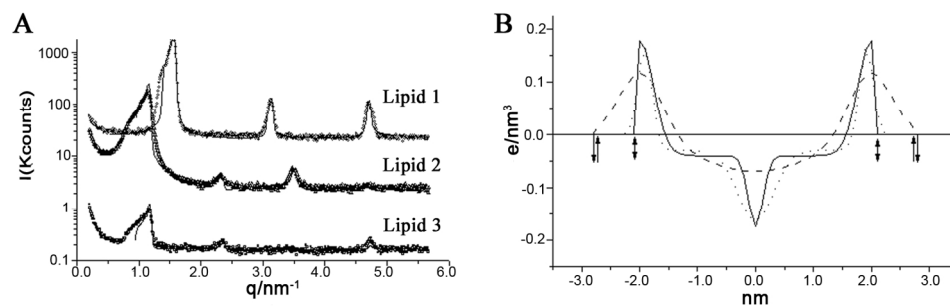 A
B
I(Kcounts)
1000
100
10
1
0.1
Lipid 1
Lipid 2
Lipid 3
0.0 1.0 2.0 3.0 4.0 5.0 6.0
q/nm⁻¹
e/nm³
0.2
0.1
0.0
-0.1
-0.2
-3.0 -2.0 -1.0 0.0 1.0 2.0 3.0
nm